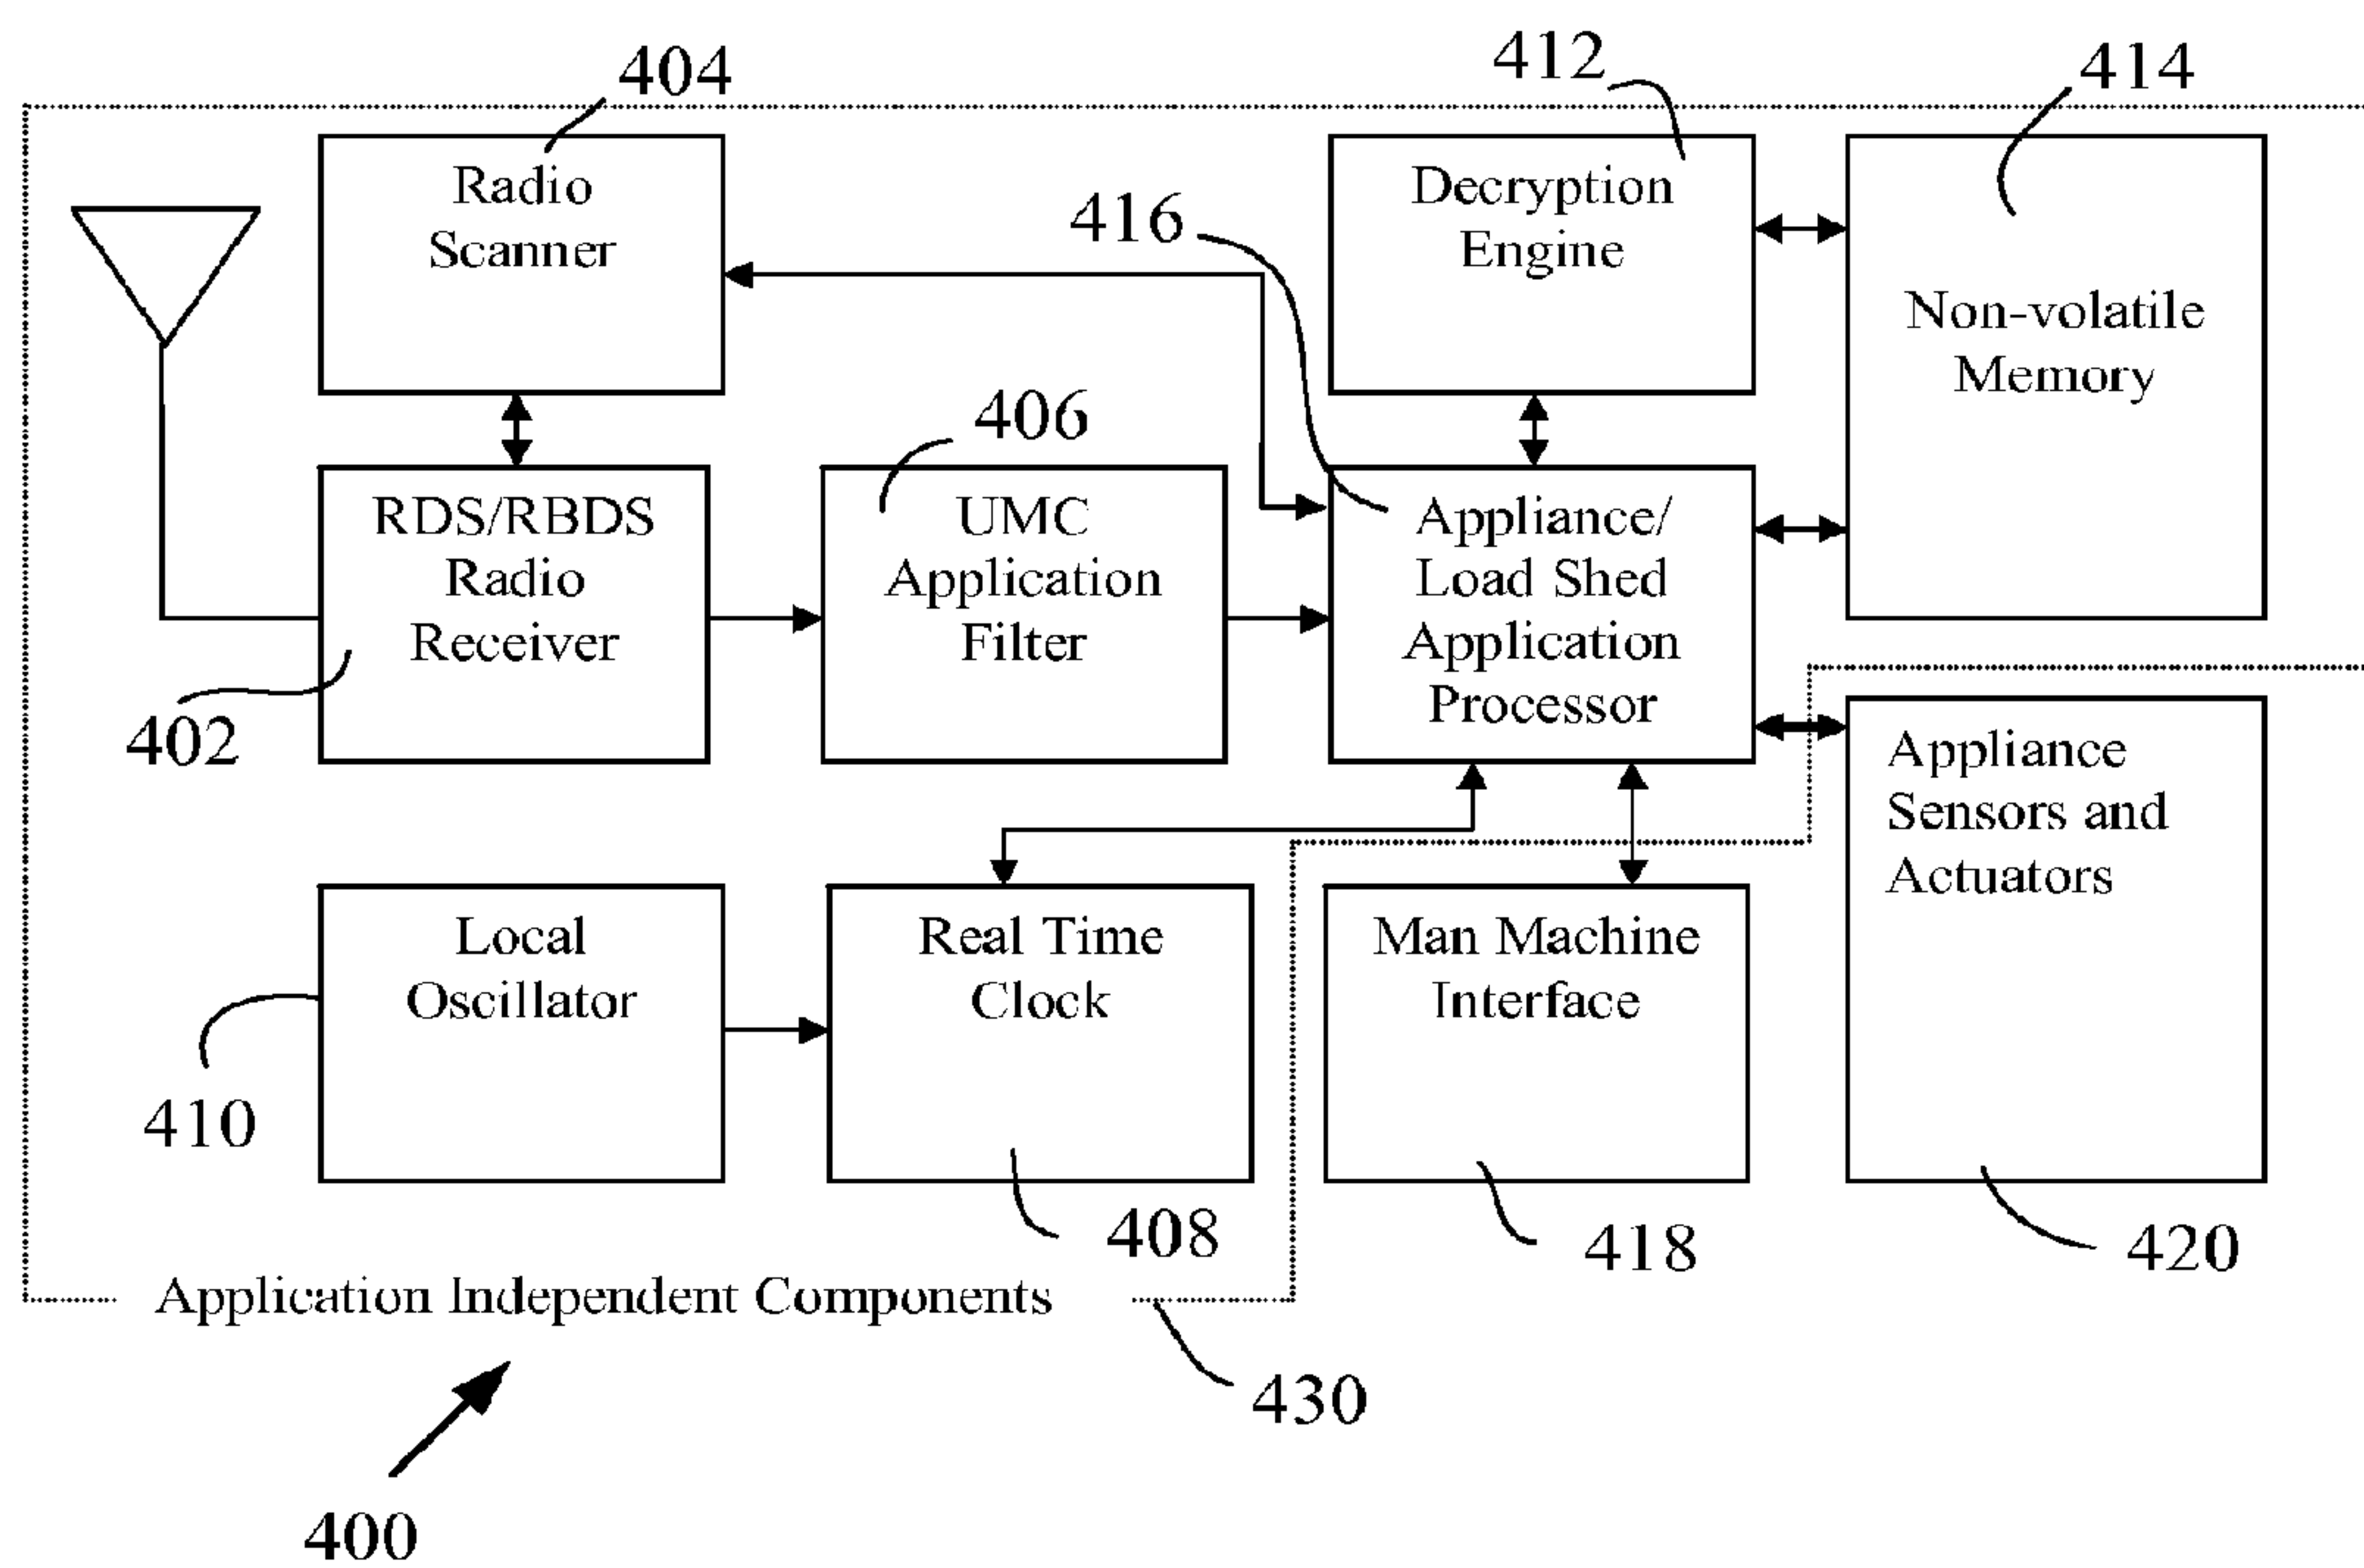 404
412
414
Radio
Scanner
416
Decryption
Engine
Non-volatile
Memory
406
RDS/RBDS
Radio
Receiver
402
UMC
Application
Filter
Appliance/
Load Shed
Application
Processor
Appliance
Sensors and
Actuators
Local
Oscillator
410
Real Time
Clock
408
Man Machine
Interface
418
420
Application Independent Components
430
400